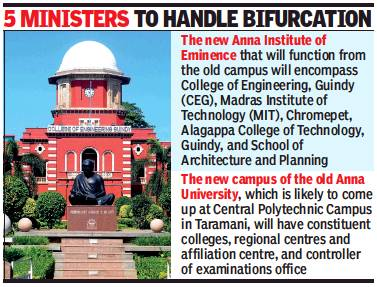 5 MINISTERS TO HANDLE BIFURCATION
The new Anna Institute of
Eminence that will function from
the old campus will encompass
College of Engineering, Guindy
(CEG), Madras Institute of
Technology (MIT), Chromepet,
Alagappa College of Technology,
Guindy, and School of
Architecture and Planning
The new campus of the old Anna
University, which is likely to come
up at Central Polytechnic Campus
in Taramani, will have constituent
colleges, regional centres and
affiliation centre, and controller
of examinations office
COLLEGE OF ENGINEERING GUINDY